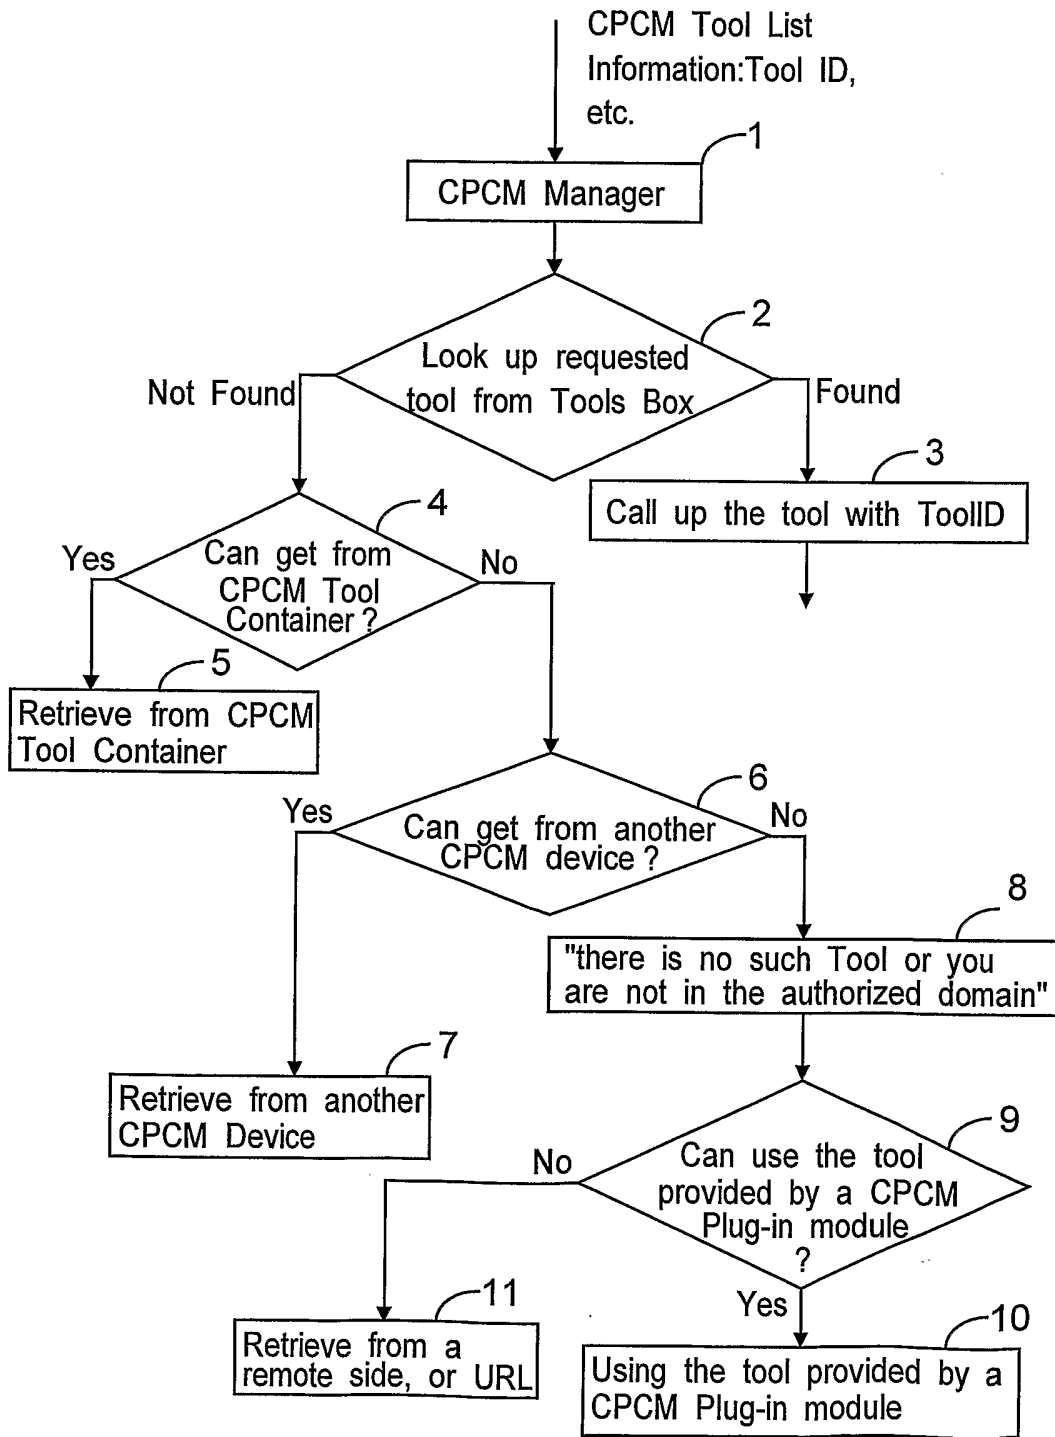 CPCM Tool List
Information:Tool ID,
etc.
1
CPCM Manager
2
Look up requested
tool from Tools Box
Not Found
Found
3
Call up the tool with ToolID
4
Yes
Can get from
CPCM Tool
Container ?
No
5
Retrieve from CPCM
Tool Container
6
Yes
Can get from another
CPCM device ?
No
8
"there is no such Tool or you
are not in the authorized domain"
7
Retrieve from another
CPCM Device
9
No
Can use the tool
provided by a CPCM
Plug-in module
?
Yes
11
Retrieve from a
remote side, or URL
10
Using the tool provided by a
CPCM Plug-in module